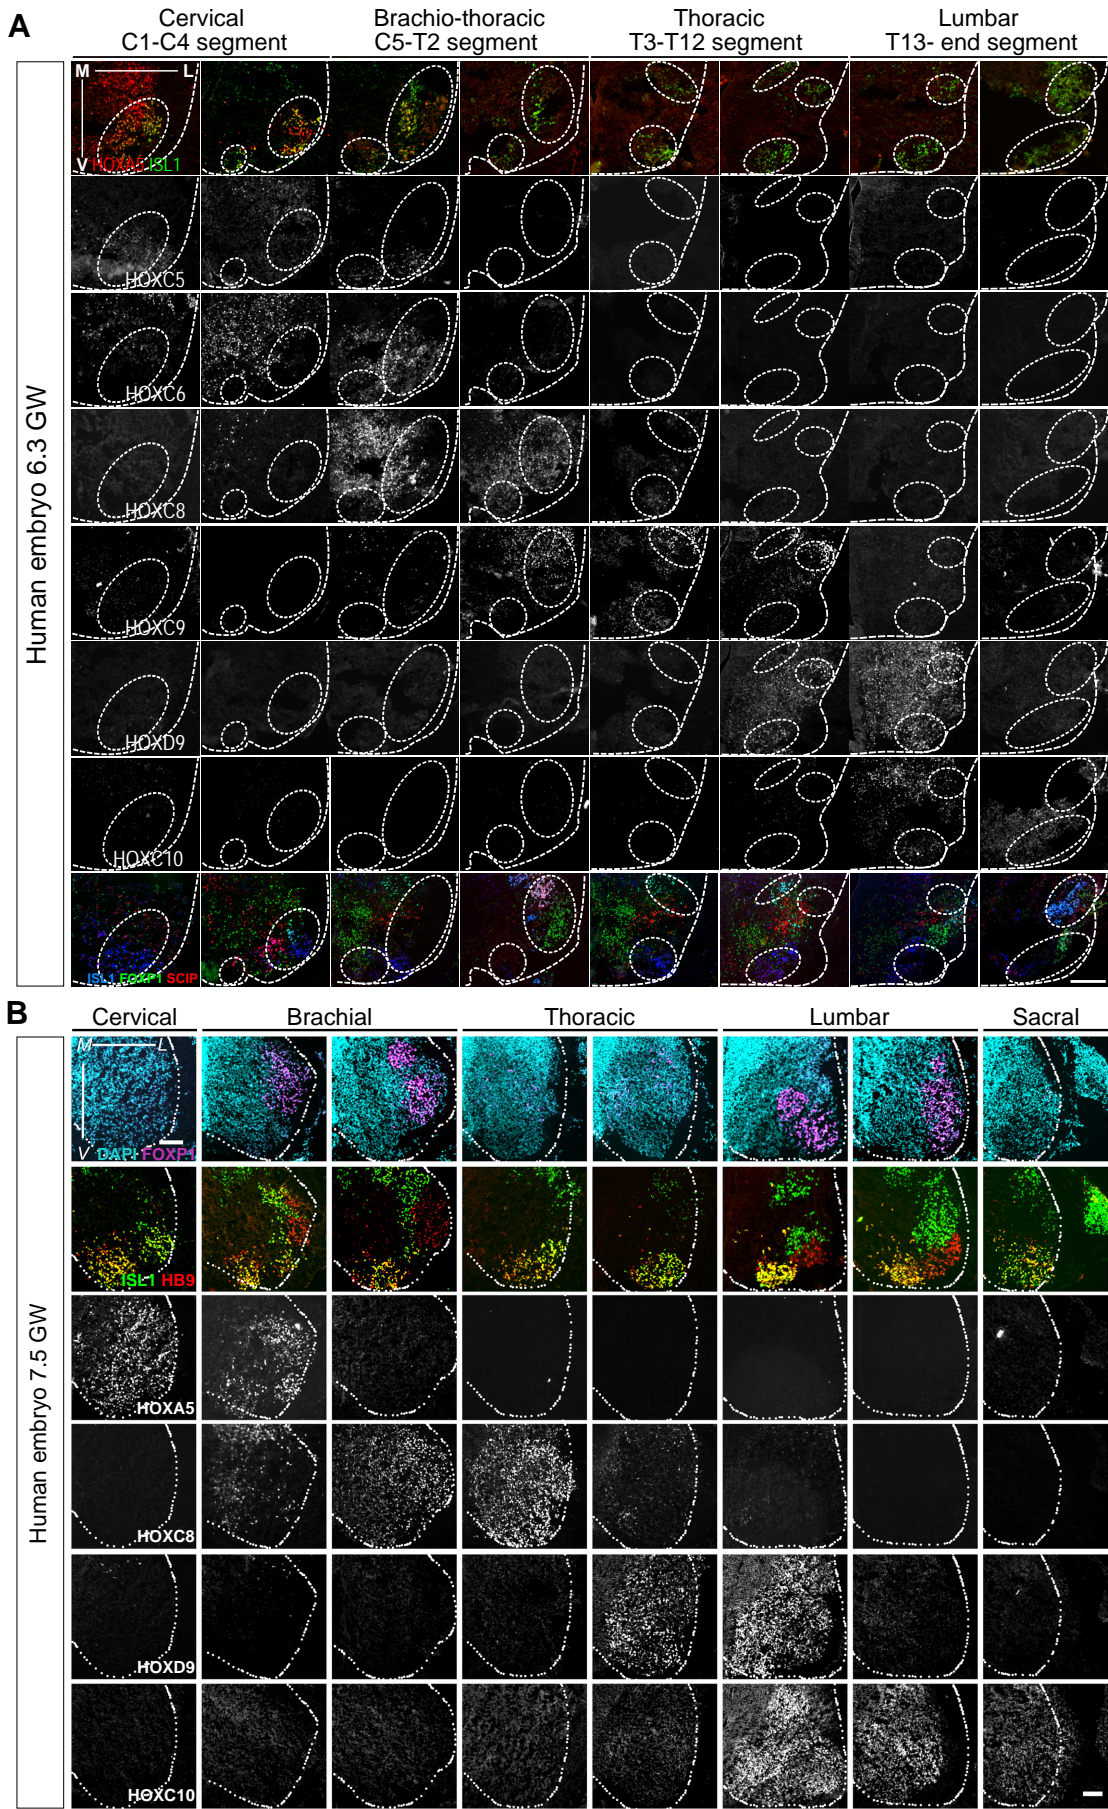 A
Cervical
C1-C4 segment
Brachio-thoracic
C5-T2 segment
Thoracic
T3-T12 segment
Lumbar
T13- end segment
Human embryo 6.3 GW
M L
V HOXA5 ISL1
HOXC5
HOXC6
HOXC8
HOXC9
HOXD9
HOXC10
ISL1 FOXP1 SCIP
B
Cervical
Brachial
Thoracic
Lumbar
Sacral
Human embryo 7.5 GW
M L
V DAPI FOXP1
ISL1 HB9
HOXA5
HOXC8
HOXD9
HOXC10